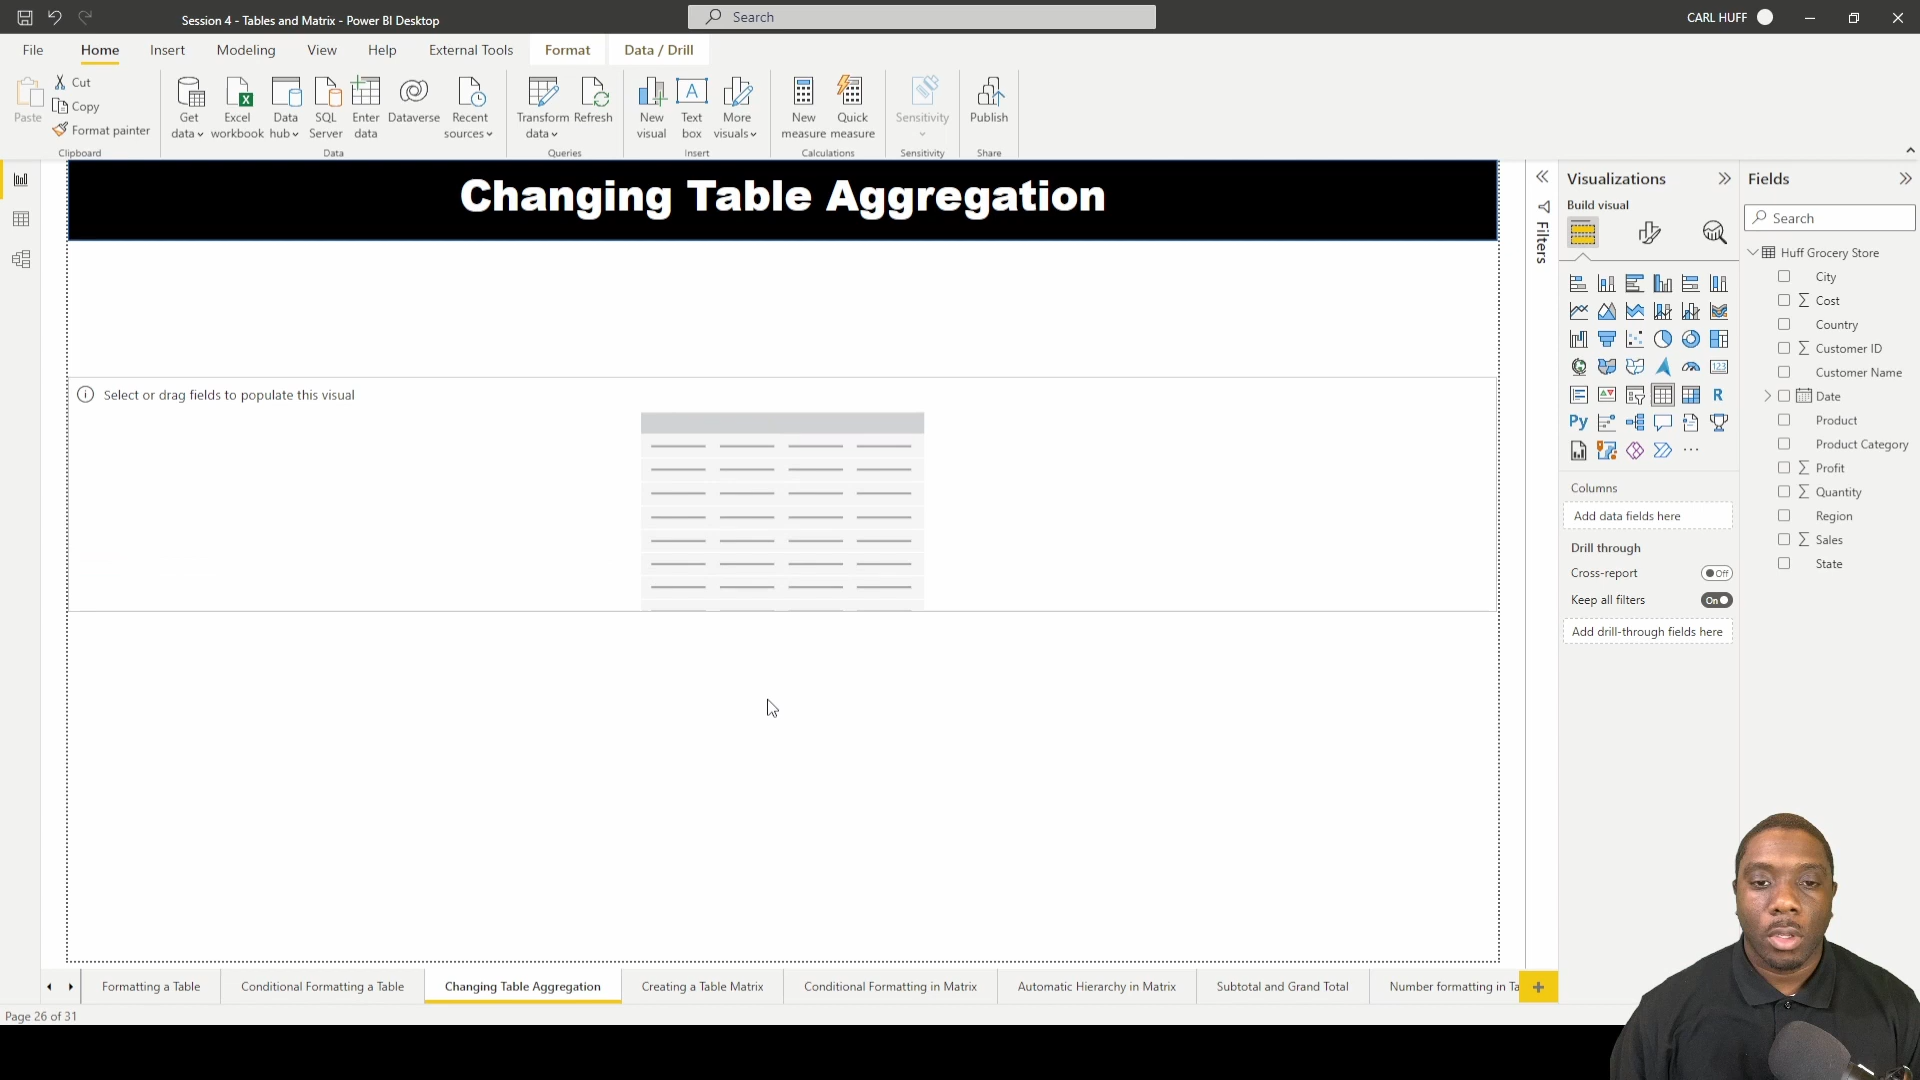 Session 4 - Tables and Matrix - Power BI Desktop
Search
CARL HUFF
File Home Insert Modeling View Help External Tools Format Data / Drill
Paste
Cut
Copy
Format painter
Clipboard
Get data
Excel workbook
Data hub
SQL Server
Enter data
Dataverse
Recent sources
Data
Transform data
Refresh
Queries
New visual
Text box
More visuals
Insert
New measure
Quick measure
Calculations
Sensitivity
Sensitivity
Publish
Share
Changing Table Aggregation
Select or drag fields to populate this visual
Filters
Visualizations
Build visual
123
R
Py
Columns
Add data fields here
Drill through
Cross-report
Off
Keep all filters
On
Add drill-through fields here
Fields
Search
Huff Grocery Store
City
Cost
Country
Customer ID
Customer Name
Date
Product
Product Category
Profit
Quantity
Region
Sales
State
Formatting a Table
Conditional Formatting a Table
Changing Table Aggregation
Creating a Table Matrix
Conditional Formatting in Matrix
Automatic Hierarchy in Matrix
Subtotal and Grand Total
Number formatting in Ta
Page 26 of 31